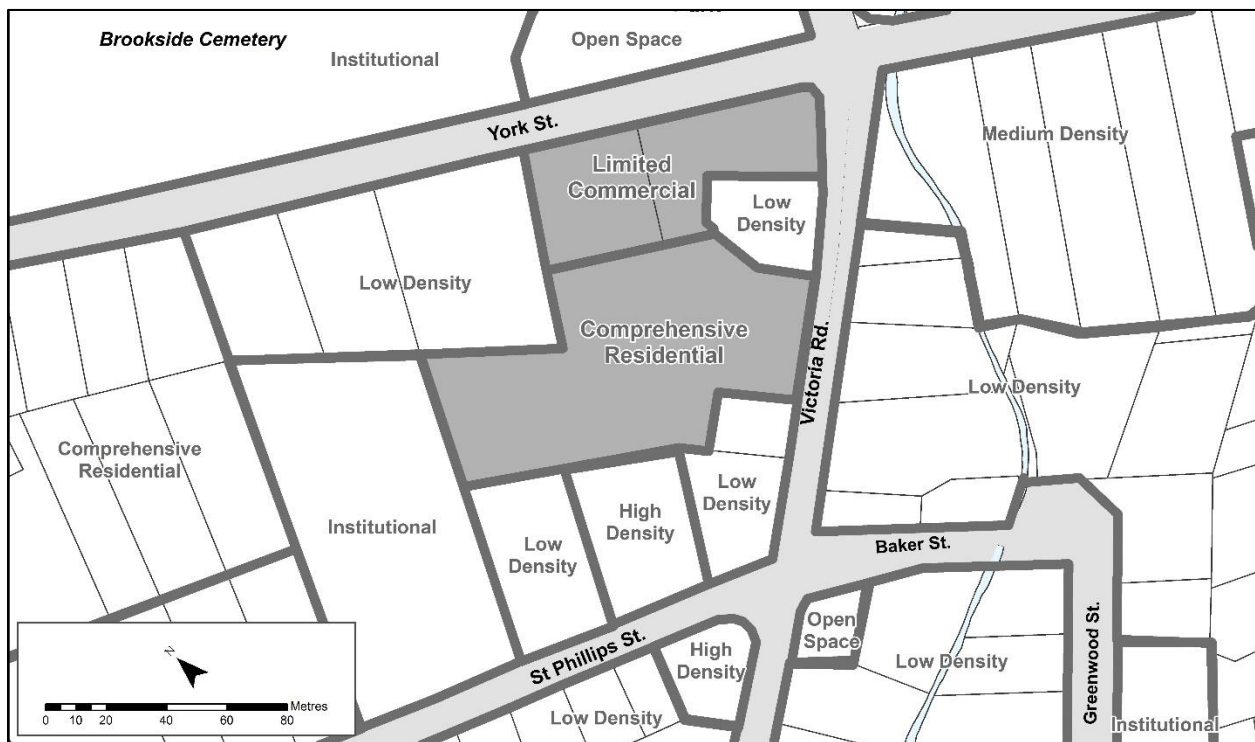 Brookside Cemetery
Institutional
Open Space
York St.
Limited
Commercial
Medium Density
Low
Density
Low Density
Comprehensive
Residential
Victoria Rd.
Low Density
Comprehensive
Residential
Institutional
Low
Density
High
Density
Low
Density
Baker St.
St Phillips St.
Open
Space
High
Density
Low Density
Greenwood St.
Low Density
Institutional
N
0 10 20 40 60 80 Metres